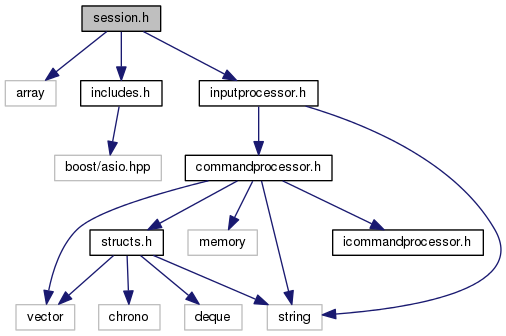 session.h
array
includes.h
inputprocessor.h
boost/asio.hpp
commandprocessor.h
structs.h
memory
icommandprocessor.h
vector
chrono
deque
string